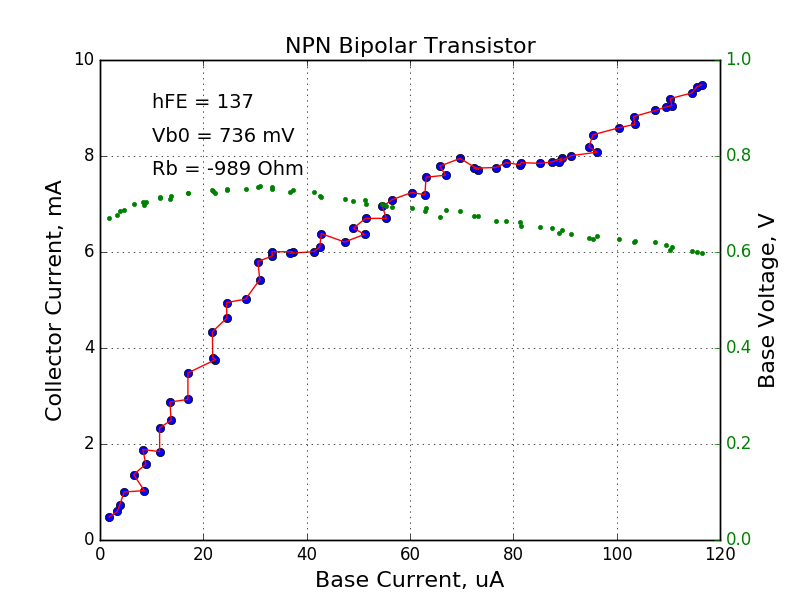 NPN Bipolar Transistor
hFE = 137
Vb0 = 736 mV
Rb = -989 Ohm
Collector Current, mA
10
8
6
4
2
0
1.0
0.8
0.6
0.4
0.2
0.0
Base Voltage, V
0 20 40 60 80 100 120
Base Current, uA